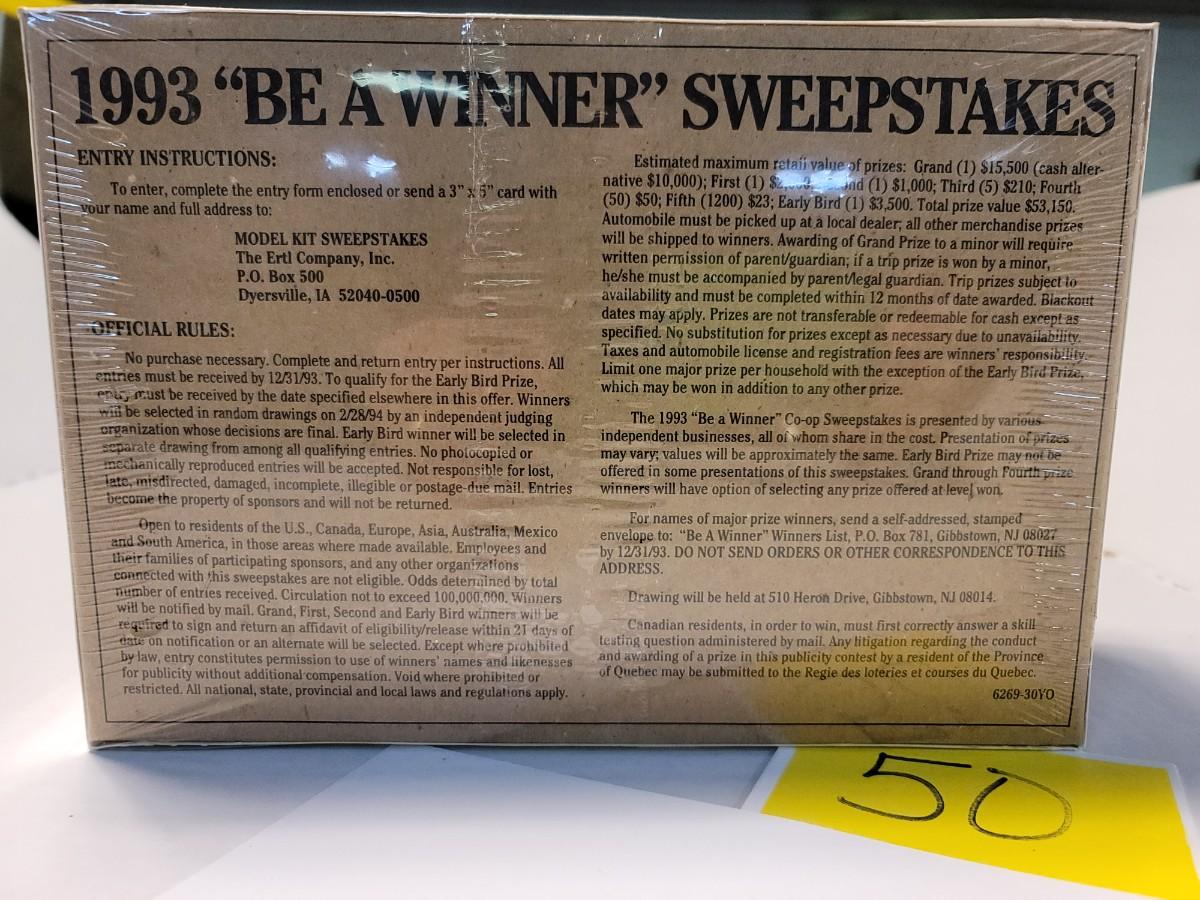 1993 “BE A WINNER” SWEEPSTAKES
ENTRY INSTRUCTIONS:
To enter, complete the entry form enclosed or send a 3” x 5” card with
your name and full address to:
MODEL KIT SWEEPSTAKES
The Ertl Company, Inc.
P.O. Box 500
Dyersville, IA 52040-0500
OFFICIAL RULES:
No purchase necessary. Complete and return entry per instructions. All
entries must be received by 12/31/93. To qualify for the Early Bird Prize,
entry must be received by the date specified elsewhere in this offer. Winners
will be selected in random drawings on 2/28/94 by an independent judging
organization whose decisions are final. Early Bird winner will be selected in
separate drawing from among all qualifying entries. No photocopied or
mechanically reproduced entries will be accepted. Not responsible for lost,
late, misdirected, damaged, incomplete, illegible or postage-due mail. Entries
become the property of sponsors and will not be returned.
Open to residents of the U.S., Canada, Europe, Asia, Australia, Mexico
and South America, in those areas where made available. Employees and
their families of participating sponsors, and any other organizations
connected with this sweepstakes are not eligible. Odds determined by total
number of entries received. Circulation not to exceed 100,000,000. Winners
will be notified by mail. Grand, First, Second and Early Bird winners will be
required to sign and return an affidavit of eligibility/release within 21 days of
date on notification or an alternate will be selected. Except where prohibited
by law, entry constitutes permission to use of winners’ names and likenesses
for publicity without additional compensation. Void where prohibited or
restricted. All national, state, provincial and local laws and regulations apply.
Estimated maximum retail value of prizes: Grand (1) $15,500 (cash alter-
native $10,000); First (1) (1) $1,000; Third (5) $210; Fourth
(50) $50; Fifth (1200) $23; Early Bird (1) $3,500. Total prize value $53,150.
Automobile must be picked up at a local dealer; all other merchandise prizes
will be shipped to winners. Awarding of Grand Prize to a minor will require
written permission of parent/guardian; if a trip prize is won by a minor,
he/she must be accompanied by parent/legal guardian. Trip prizes subject to
availability and must be completed within 12 months of date awarded. Blackout
dates may apply. Prizes are not transferable or redeemable for cash except as
specified. No substitution for prizes except as necessary due to unavailability.
Taxes and automobile license and registration fees are winners’ responsibility.
Limit one major prize per household with the exception of the Early Bird Prize,
which may be won in addition to any other prize.
The 1993 “Be a Winner” Co-op Sweepstakes is presented by various
independent businesses, all of whom share in the cost. Presentation of prizes
may vary; values will be approximately the same. Early Bird Prize may not be
offered in some presentations of this sweepstakes. Grand through Fourth prize
winners will have option of selecting any prize offered at level won.
For names of major prize winners, send a self-addressed, stamped
envelope to: “Be A Winner” Winners List, P.O. Box 781, Gibbstown, NJ 08027
by 12/31/93. DO NOT SEND ORDERS OR OTHER CORRESPONDENCE TO THIS
ADDRESS.
Drawing will be held at 510 Heron Drive, Gibbstown, NJ 08014.
Canadian residents, in order to win, must first correctly answer a skill
testing question administered by mail. Any litigation regarding the conduct
and awarding of a prize in this publicity contest by a resident of the Province
of Quebec may be submitted to the Regie des loteries et courses du Quebec.
6269-30YO
50